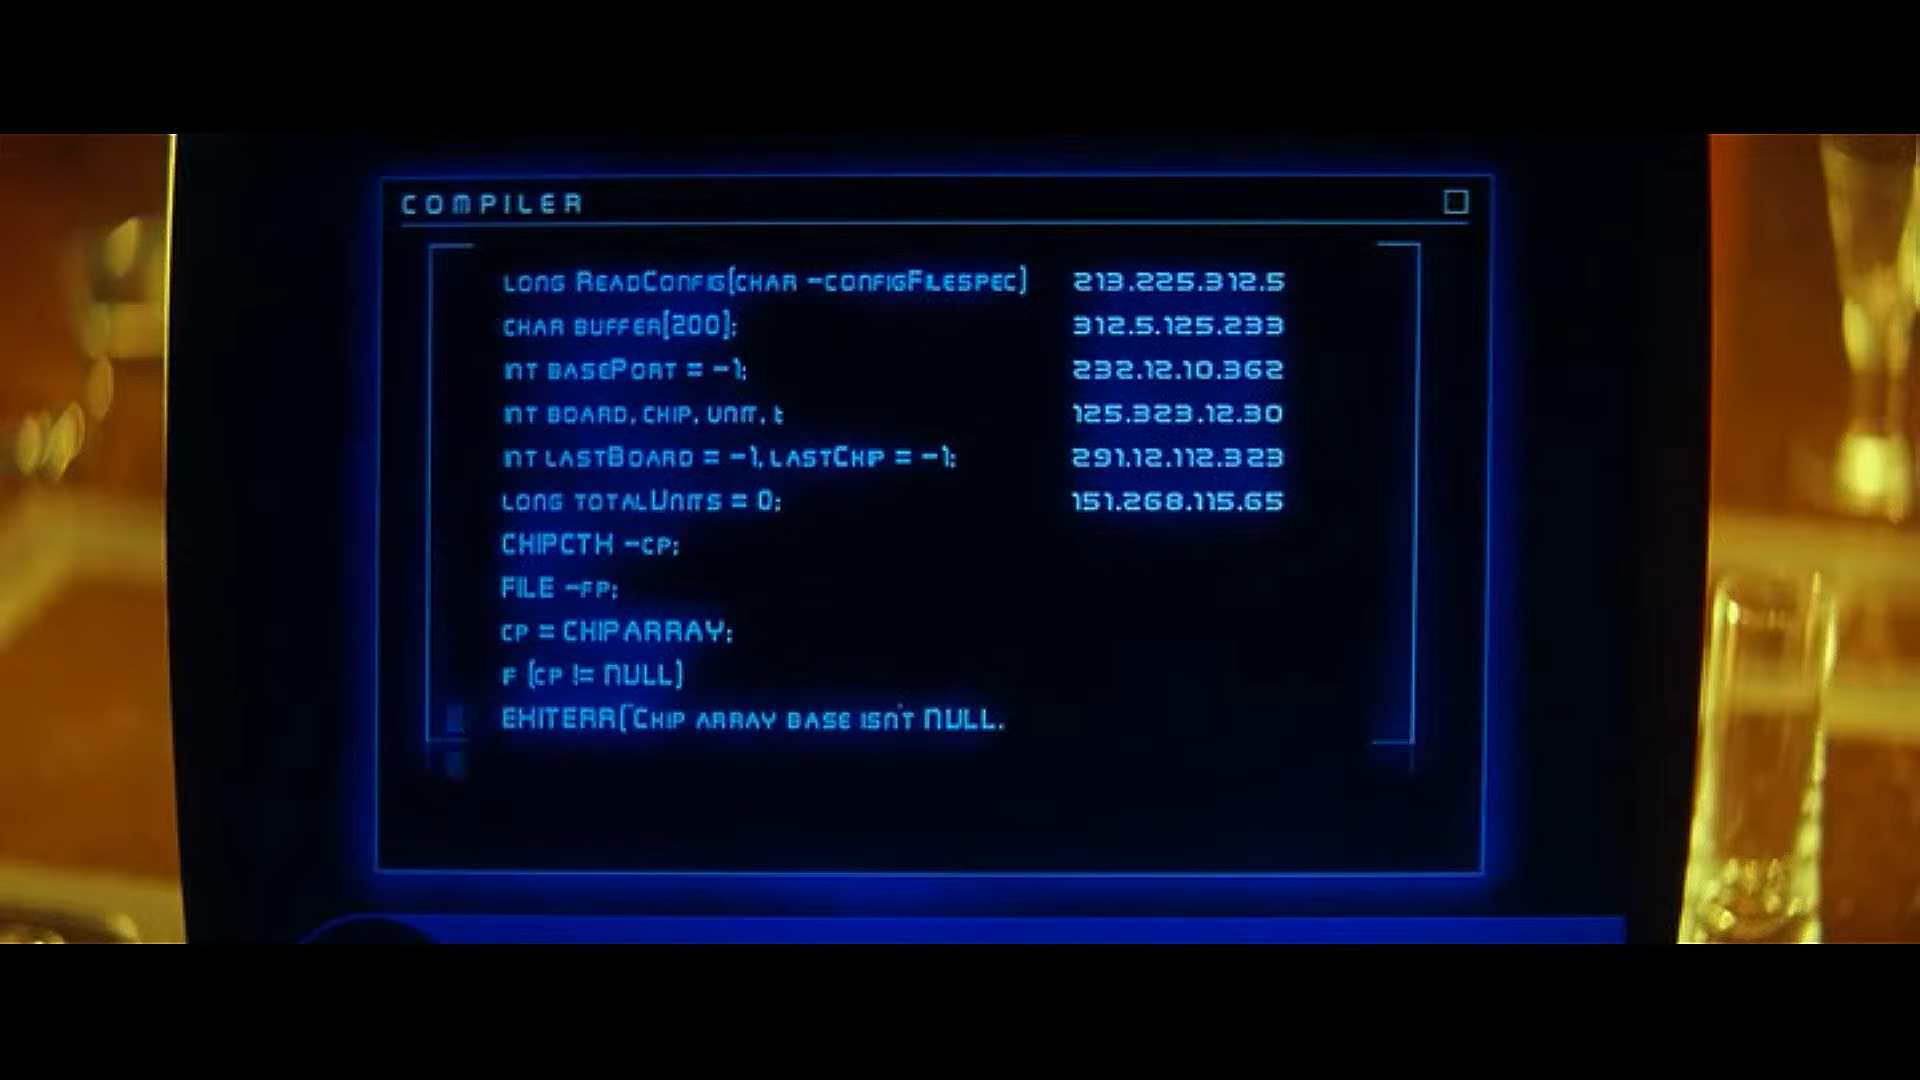 COMPILER
LONG READCONFIG(CHAR -CONFIGFILESPEC) 213.225.312.5
CHAR BUFFER[200]; 312.5.125.233
INT BASEPORT = -1; 232.12.10.362
INT BOARD, CHIP, UNIT, t 125.323.12.30
INT LASTBOARD = -1, LASTCHIP = -1; 291.12.112.323
LONG TOTALUNITS = 0; 151.268.115.65
CHIPCTH -CP;
FILE -FP;
CP = CHIPARRAY;
IF (CP != NULL)
EXITERR("CHIP ARRAY BASE ISN'T NULL.